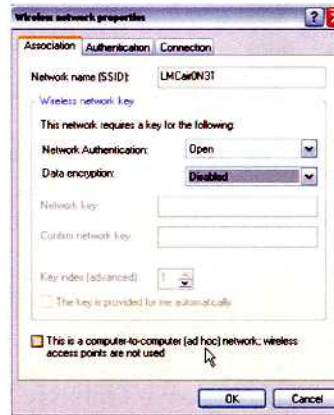 Wireless network properties
Association
Authentication
Connection
Network name (SSID):
LMCair0N3T
Wireless network key
This network requires a key for the following:
Network Authentication:
Open
Data encryption:
Disabled
Network key:
Confirm network key:
Key index (advanced):
1
The key is provided for me automatically
This is a computer-to-computer (ad hoc) network; wireless
access points are not used
OK
Cancel